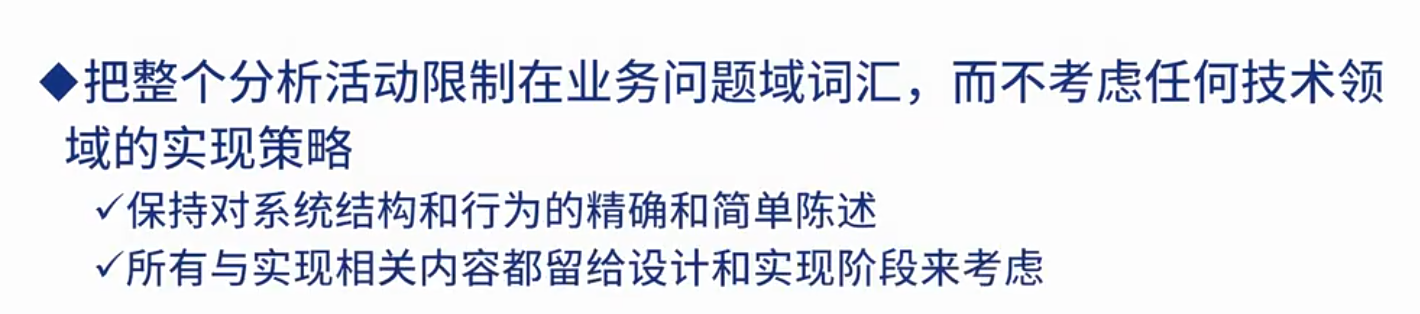 ◆把整个分析活动限制在业务问题域词汇，而不考虑任何技术领
域的实现策略
✓保持对系统结构和行为的精确和简单陈述
✓所有与实现相关内容都留给设计和实现阶段来考虑